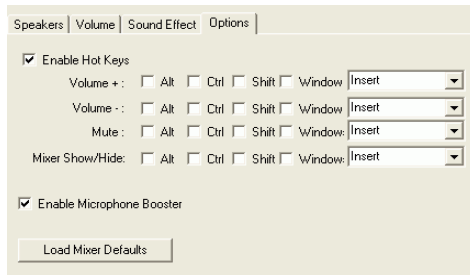 Speakers Volume Sound Effect Options
Enable Hot Keys
Volume + : Alt Ctrl Shift Window Insert
Volume - : Alt Ctrl Shift Window Insert
Mute : Alt Ctrl Shift Window: Insert
Mixer Show/Hide: Alt Ctrl Shift Window: Insert
Enable Microphone Booster
Load Mixer Defaults